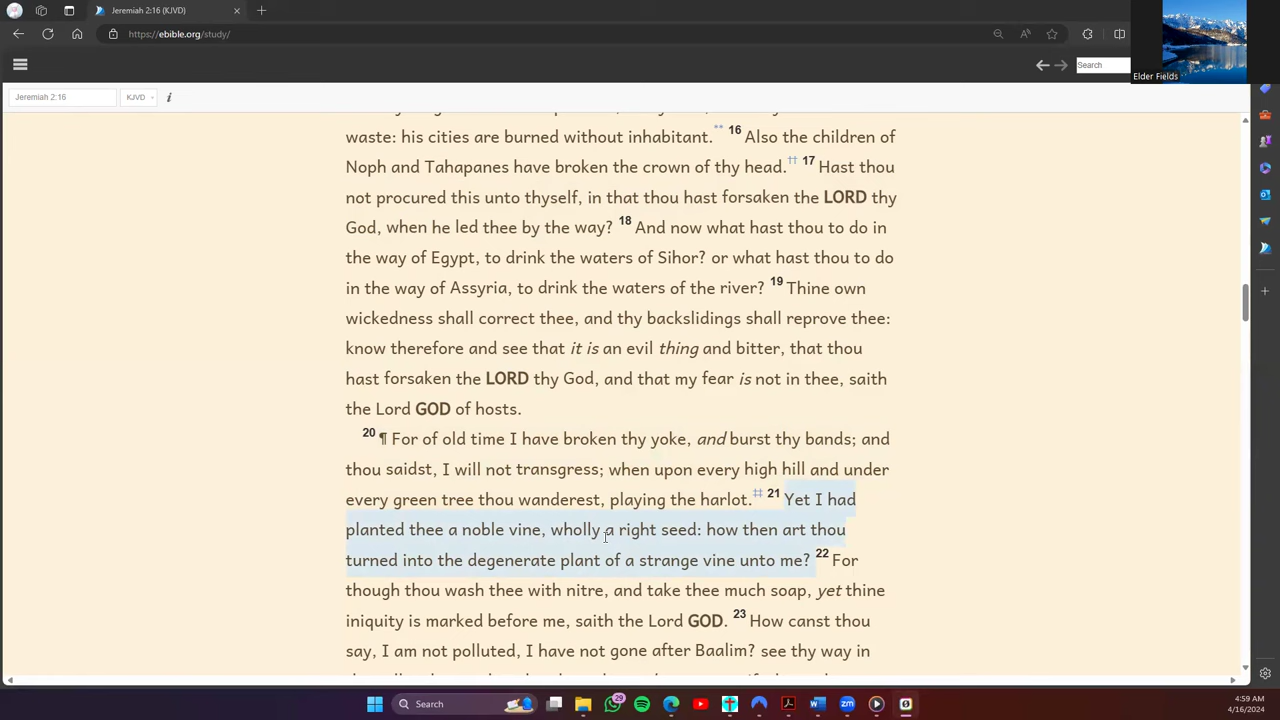 Jeremiah 2:16 (KJVD)
https://ebible.org/study/
Search
Elder Fields
Jeremiah 2:16
KJVD
i
waste: his cities are burned without inhabitant.** 16 Also the children of
Noph and Tahapanes have broken the crown of thy head.†† 17 Hast thou
not procured this unto thyself, in that thou hast forsaken the LORD thy
God, when he led thee by the way? 18 And now what hast thou to do in
the way of Egypt, to drink the waters of Sihor? or what hast thou to do
in the way of Assyria, to drink the waters of the river? 19 Thine own
wickedness shall correct thee, and thy backslidings shall reprove thee:
know therefore and see that it is an evil thing and bitter, that thou
hast forsaken the LORD thy God, and that my fear is not in thee, saith
the Lord GOD of hosts.
20 ¶ For of old time I have broken thy yoke, and burst thy bands; and
thou saidst, I will not transgress; when upon every high hill and under
every green tree thou wanderest, playing the harlot.‡‡ 21 Yet I had
planted thee a noble vine, wholly a right seed: how then art thou
turned into the degenerate plant of a strange vine unto me? 22 For
though thou wash thee with nitre, and take thee much soap, yet thine
iniquity is marked before me, saith the Lord GOD. 23 How canst thou
say, I am not polluted, I have not gone after Baalim? see thy way in
Search
29
4:59 AM
4/16/2024